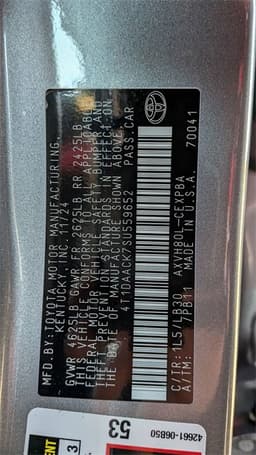 MFD. BY: TOYOTA MOTOR MANUFACTURING,
KENTUCKY, INC. 11/24
GVWR 4625LB GAWR FR 2625LB RR 2425LB
THIS VEHICLE CONFORMS TO ALL APPLICABLE
FEDERAL MOTOR VEHICLE SAFETY, BUMPER, AND
THEFT PREVENTION STANDARDS IN EFFECT ON
THE DATE OF MANUFACTURE SHOWN ABOVE.
4T1DAACK7SU559652 PASS CAR
C/TR: 1L5/LB30 AXVH80L-CEXPBA
A/TM: 7PB11 MADE IN U.S.A. 70041
42661-06B50
53